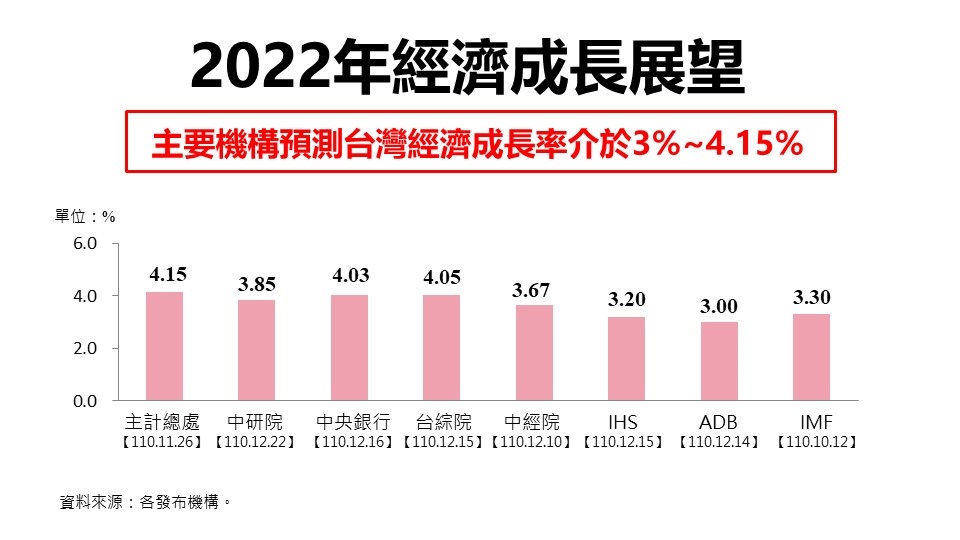 2022年經濟成長展望
主要機構預測台灣經濟成長率介於3%~4.15%
單位：%
6.0
4.0
2.0
0.0
4.15 3.85 4.03 4.05 3.67 3.20 3.00 3.30
主計總處 中研院 中央銀行 台綜院 中經院 IHS ADB IMF
【110.11.26】 【110.12.22】 【110.12.16】 【110.12.15】 【110.12.10】 【110.12.15】 【110.12.14】 【110.10.12】
資料來源：各發布機構。